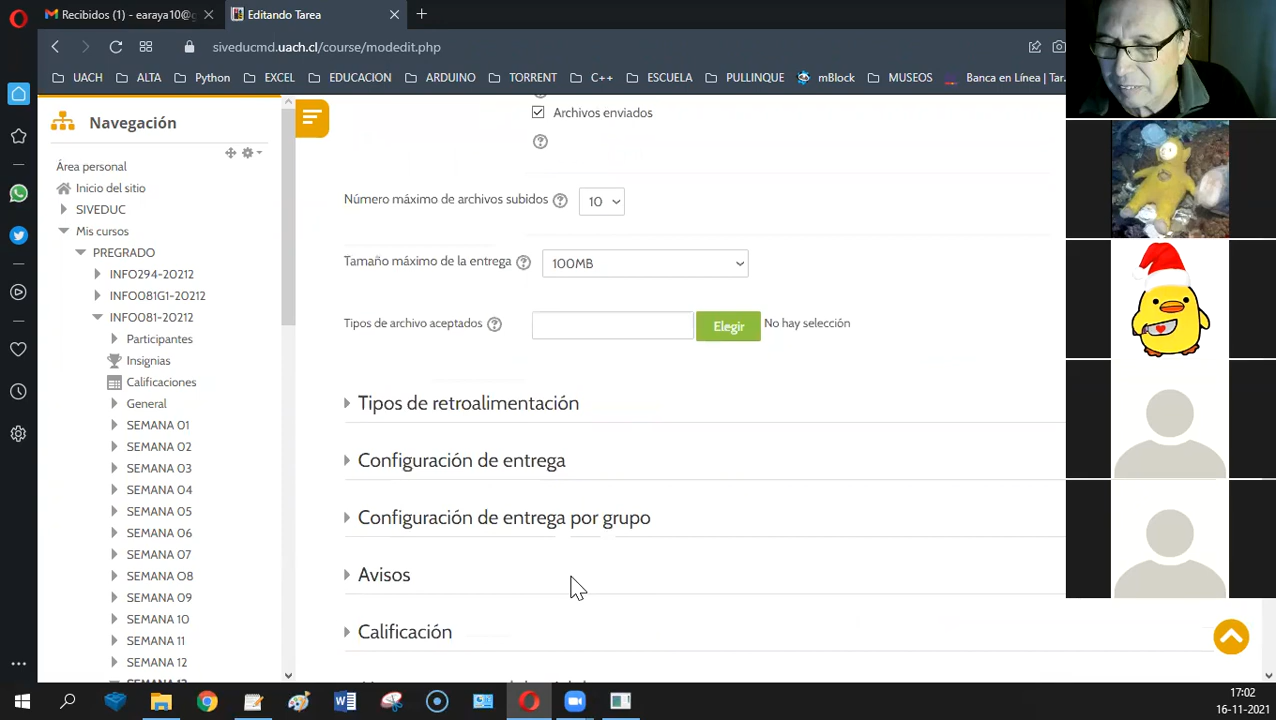 Recibidos (1) - earaya10@g
Editando Tarea
siveducmd.uach.cl/course/modedit.php
UACH
ALTA
Python
EXCEL
EDUCACION
ARDUINO
TORRENT
C++
ESCUELA
PULLINQUE
mBlock
MUSEOS
Banca en Línea | Tar...
Navegación
Área personal
Inicio del sitio
SIVEDUC
Mis cursos
PREGRADO
INFO294-20212
INFO081G1-20212
INFO081-20212
Participantes
Insignias
Calificaciones
General
SEMANA 01
SEMANA 02
SEMANA 03
SEMANA 04
SEMANA 05
SEMANA 06
SEMANA 07
SEMANA 08
SEMANA 09
SEMANA 10
SEMANA 11
SEMANA 12
Archivos enviados
Número máximo de archivos subidos
10
Tamaño máximo de la entrega
100MB
Tipos de archivo aceptados
Elegir
No hay selección
Tipos de retroalimentación
Configuración de entrega
Configuración de entrega por grupo
Avisos
Calificación
17:02
16-11-2021